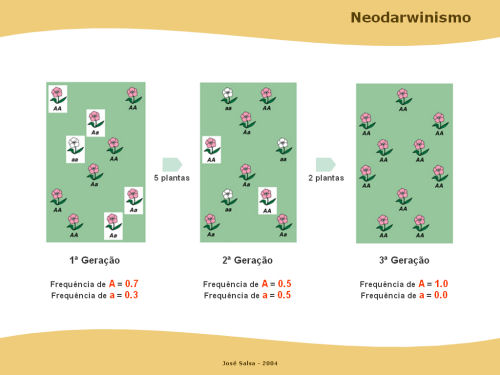 Neodarwinismo
AA AA
Aa
aa AA
Aa
AA Aa
AA Aa
5 plantas
aa AA
Aa
AA aa
Aa
aa AA
Aa Aa
2 plantas
AA
AA AA
AA
AA AA
AA AA
AA AA
1ª Geração
2ª Geração
3ª Geração
Frequência de A = 0.7
Frequência de a = 0.3
Frequência de A = 0.5
Frequência de a = 0.5
Frequência de A = 1.0
Frequência de a = 0.0
José Salsa - 2004